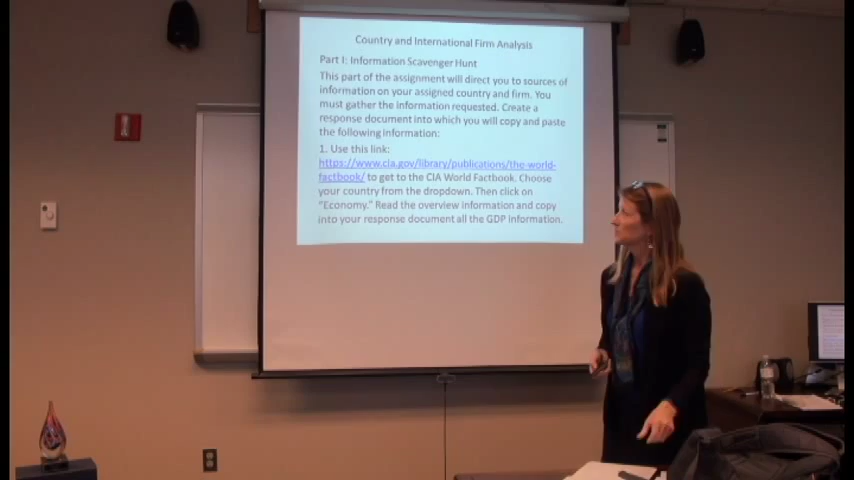 Country and International Firm Analysis
Part I: Information Scavenger Hunt
This part of the assignment will direct you to sources of
information on your assigned country and firm. You
must gather the information requested. Create a
response document into which you will copy and paste
the following information:
1. Use this link:
https://www.cia.gov/library/publications/the-world-
factbook/ to get to the CIA World Factbook. Choose
your country from the dropdown. Then click on
"Economy." Read the overview information and copy
into your response document all the GDP information.